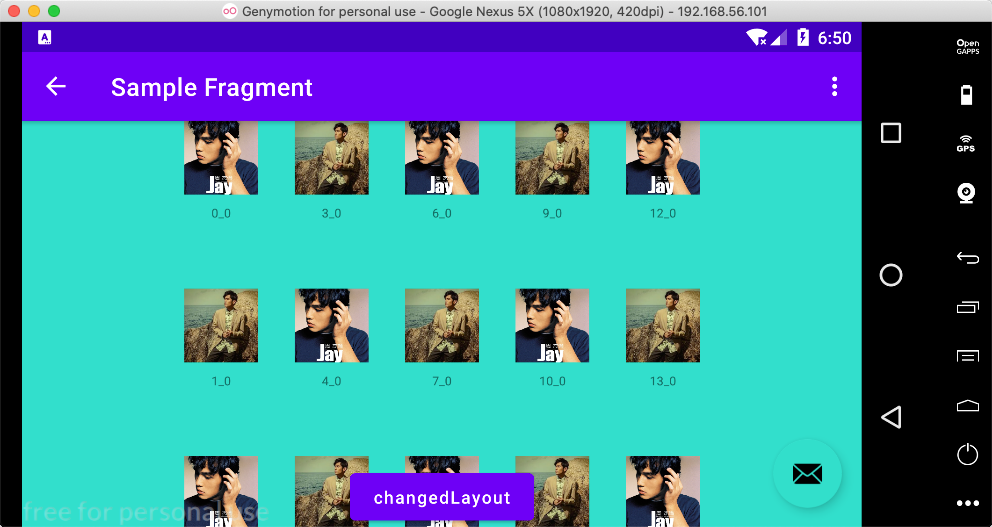 Genymotion for personal use - Google Nexus 5X (1080x1920, 420dpi) - 192.168.56.101
A
6:50
Open
GAPPS
Sample Fragment
GPS
Jay
Jay
Jay
0_0
3_0
6_0
9_0
12_0
Jay
Jay
1_0
4_0
7_0
10_0
13_0
changedLayout
free for personal use